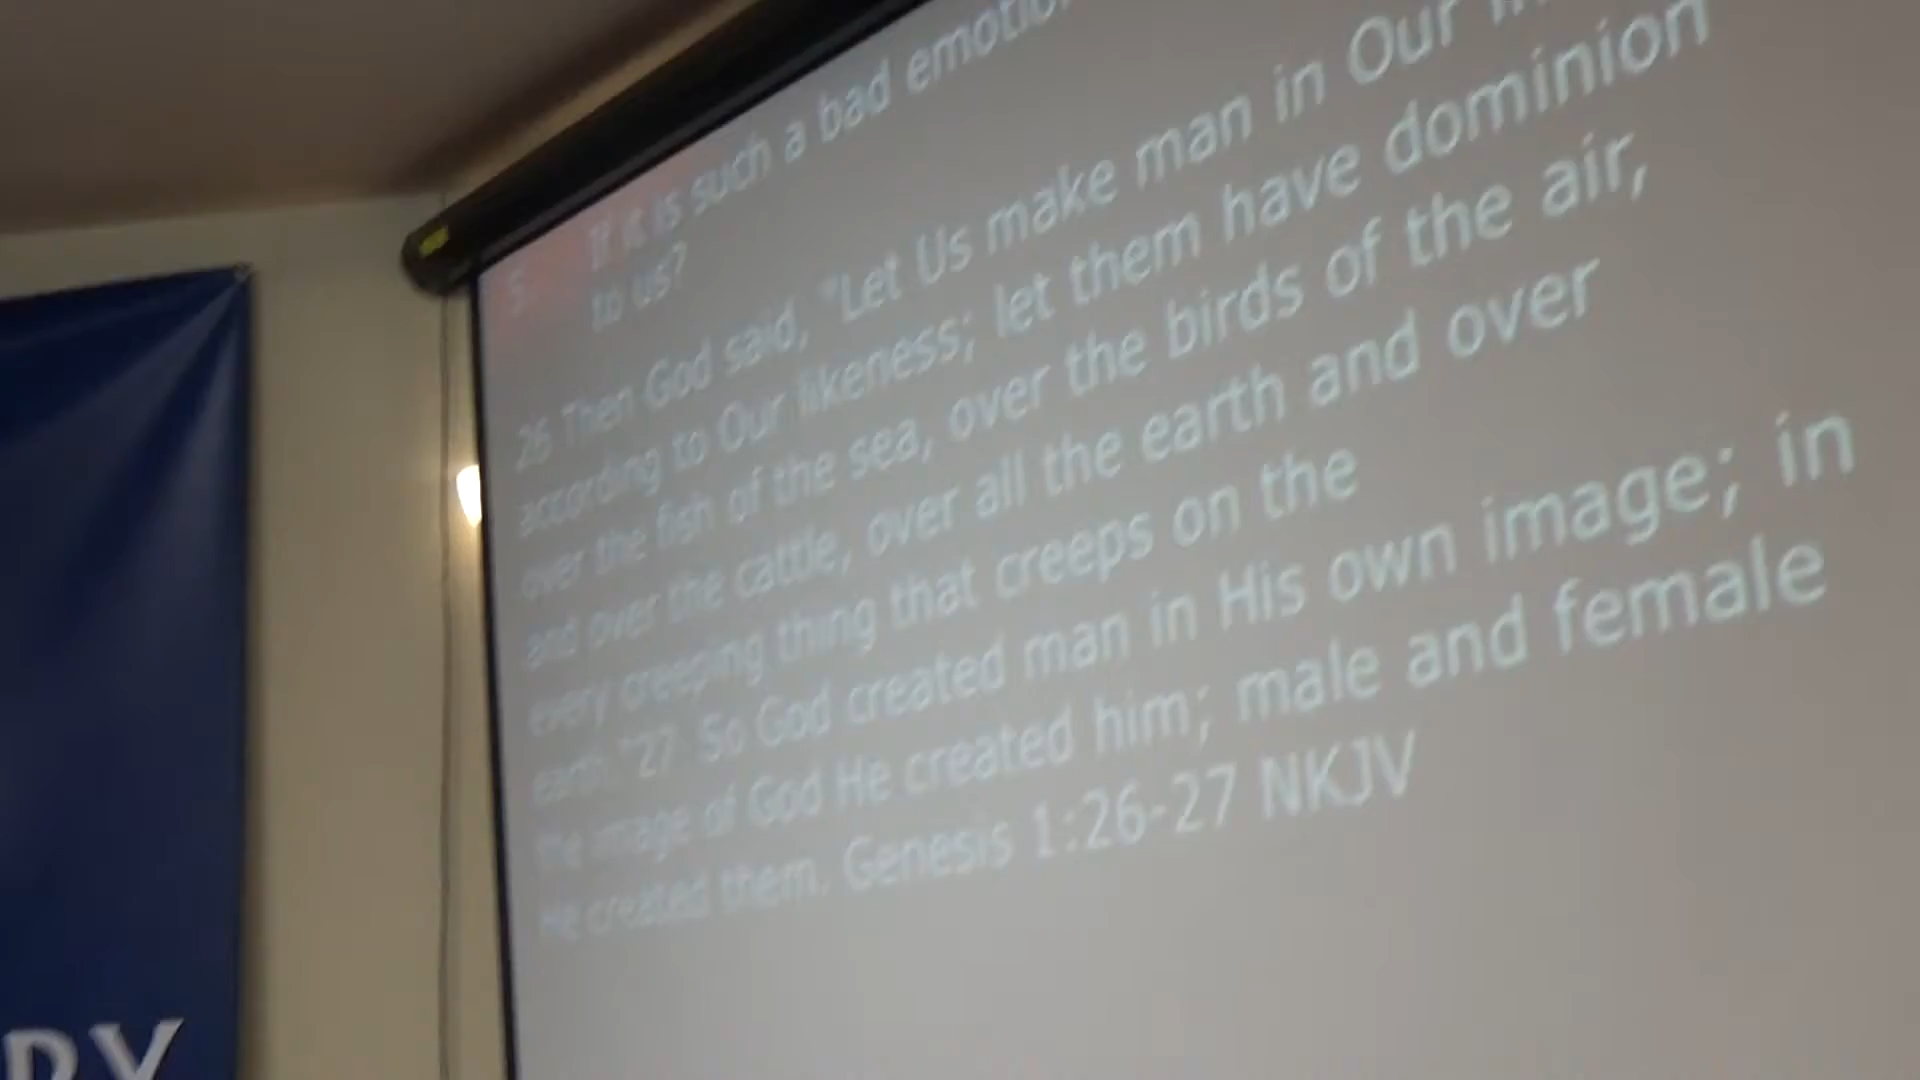 5. If it is such a bad emotion
to us?
26 Then God said, "Let Us make man in Our
according to Our likeness; let them have dominion
over the fish of the sea, over the birds of the air,
and over the cattle, over all the earth and over
every creeping thing that creeps on the
earth." 27 So God created man in His own image; in
the image of God He created him; male and female
He created them. Genesis 1:26-27 NKJV
RY